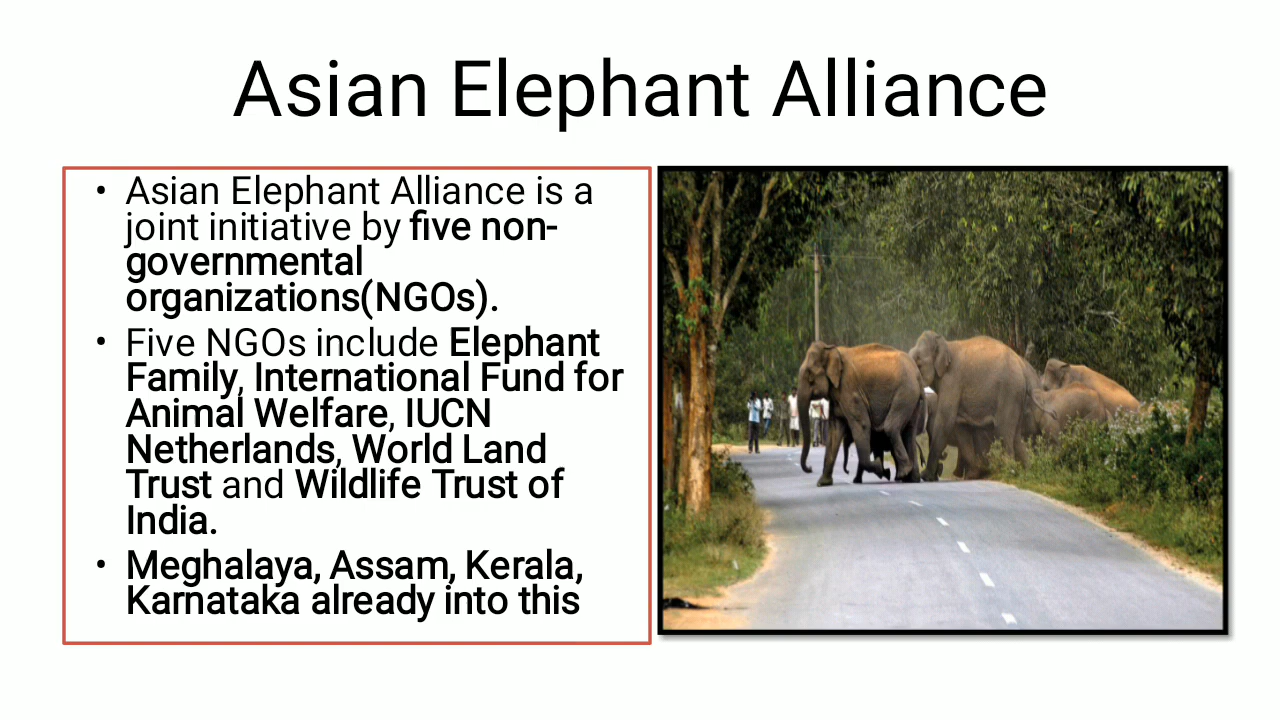 Asian Elephant Alliance
• Asian Elephant Alliance is a
joint initiative by five non-
governmental
organizations(NGOs).
• Five NGOs include Elephant
Family, International Fund for
Animal Welfare, IUCN
Netherlands, World Land
Trust and Wildlife Trust of
India.
• Meghalaya, Assam, Kerala,
Karnataka already into this